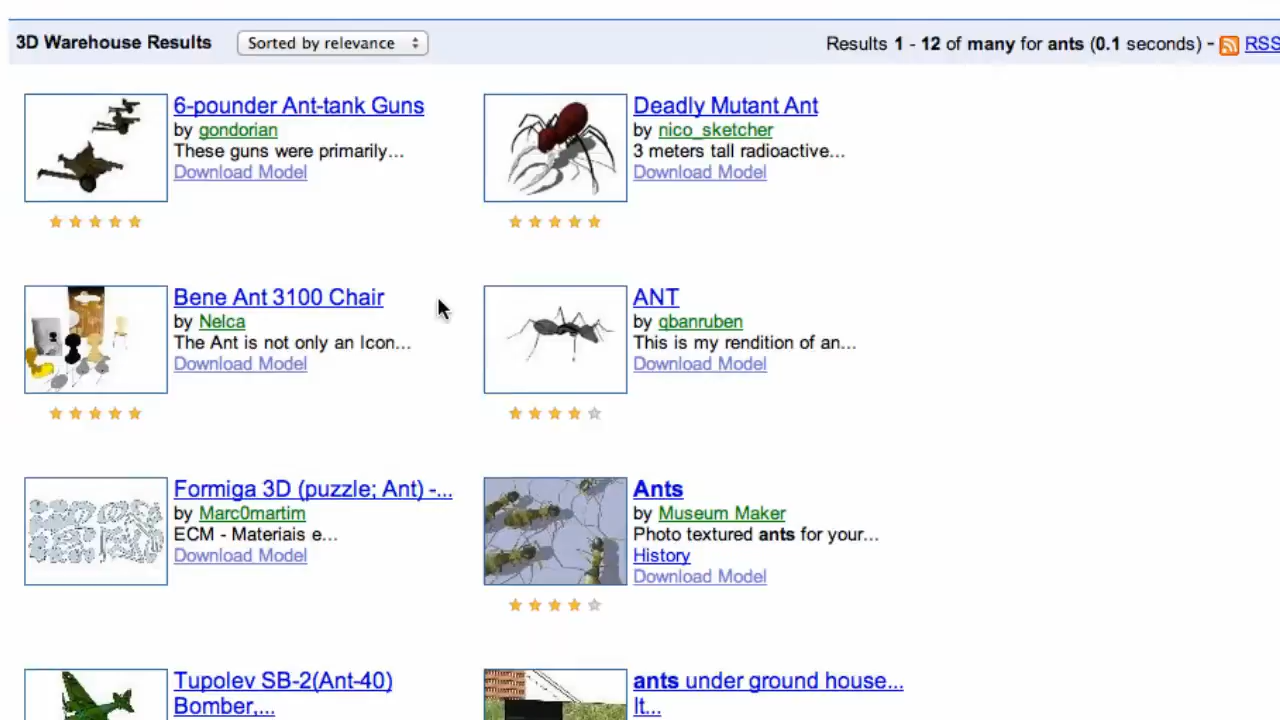 3D Warehouse Results
Sorted by relevance
Results 1 - 12 of many for ants (0.1 seconds) - RSS
6-pounder Ant-tank Guns
by gondorian
These guns were primarily...
Download Model
Deadly Mutant Ant
by nico_sketcher
3 meters tall radioactive...
Download Model
Bene Ant 3100 Chair
by Nelca
The Ant is not only an Icon...
Download Model
ANT
by qbanruben
This is my rendition of an...
Download Model
Formiga 3D (puzzle; Ant) -...
by Marc0martim
ECM - Materiais e...
Download Model
Ants
by Museum Maker
Photo textured ants for your...
History
Download Model
Tupolev SB-2(Ant-40)
Bomber,...
ants under ground house...
It...